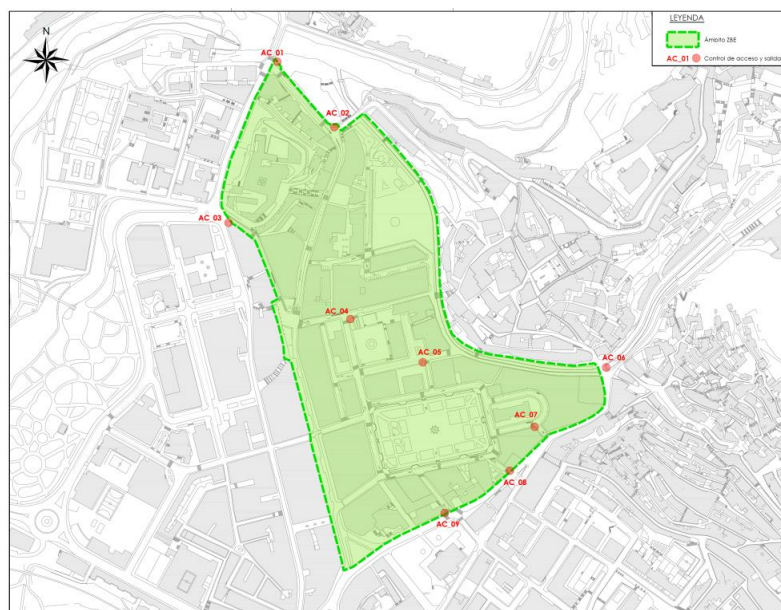 LEYENDA
Ámbito ZBE
AC_01 Control de acceso y salida
N
AC_01
AC_02
AC_03
AC_04
AC_05
AC_06
AC_07
AC_08
AC_09